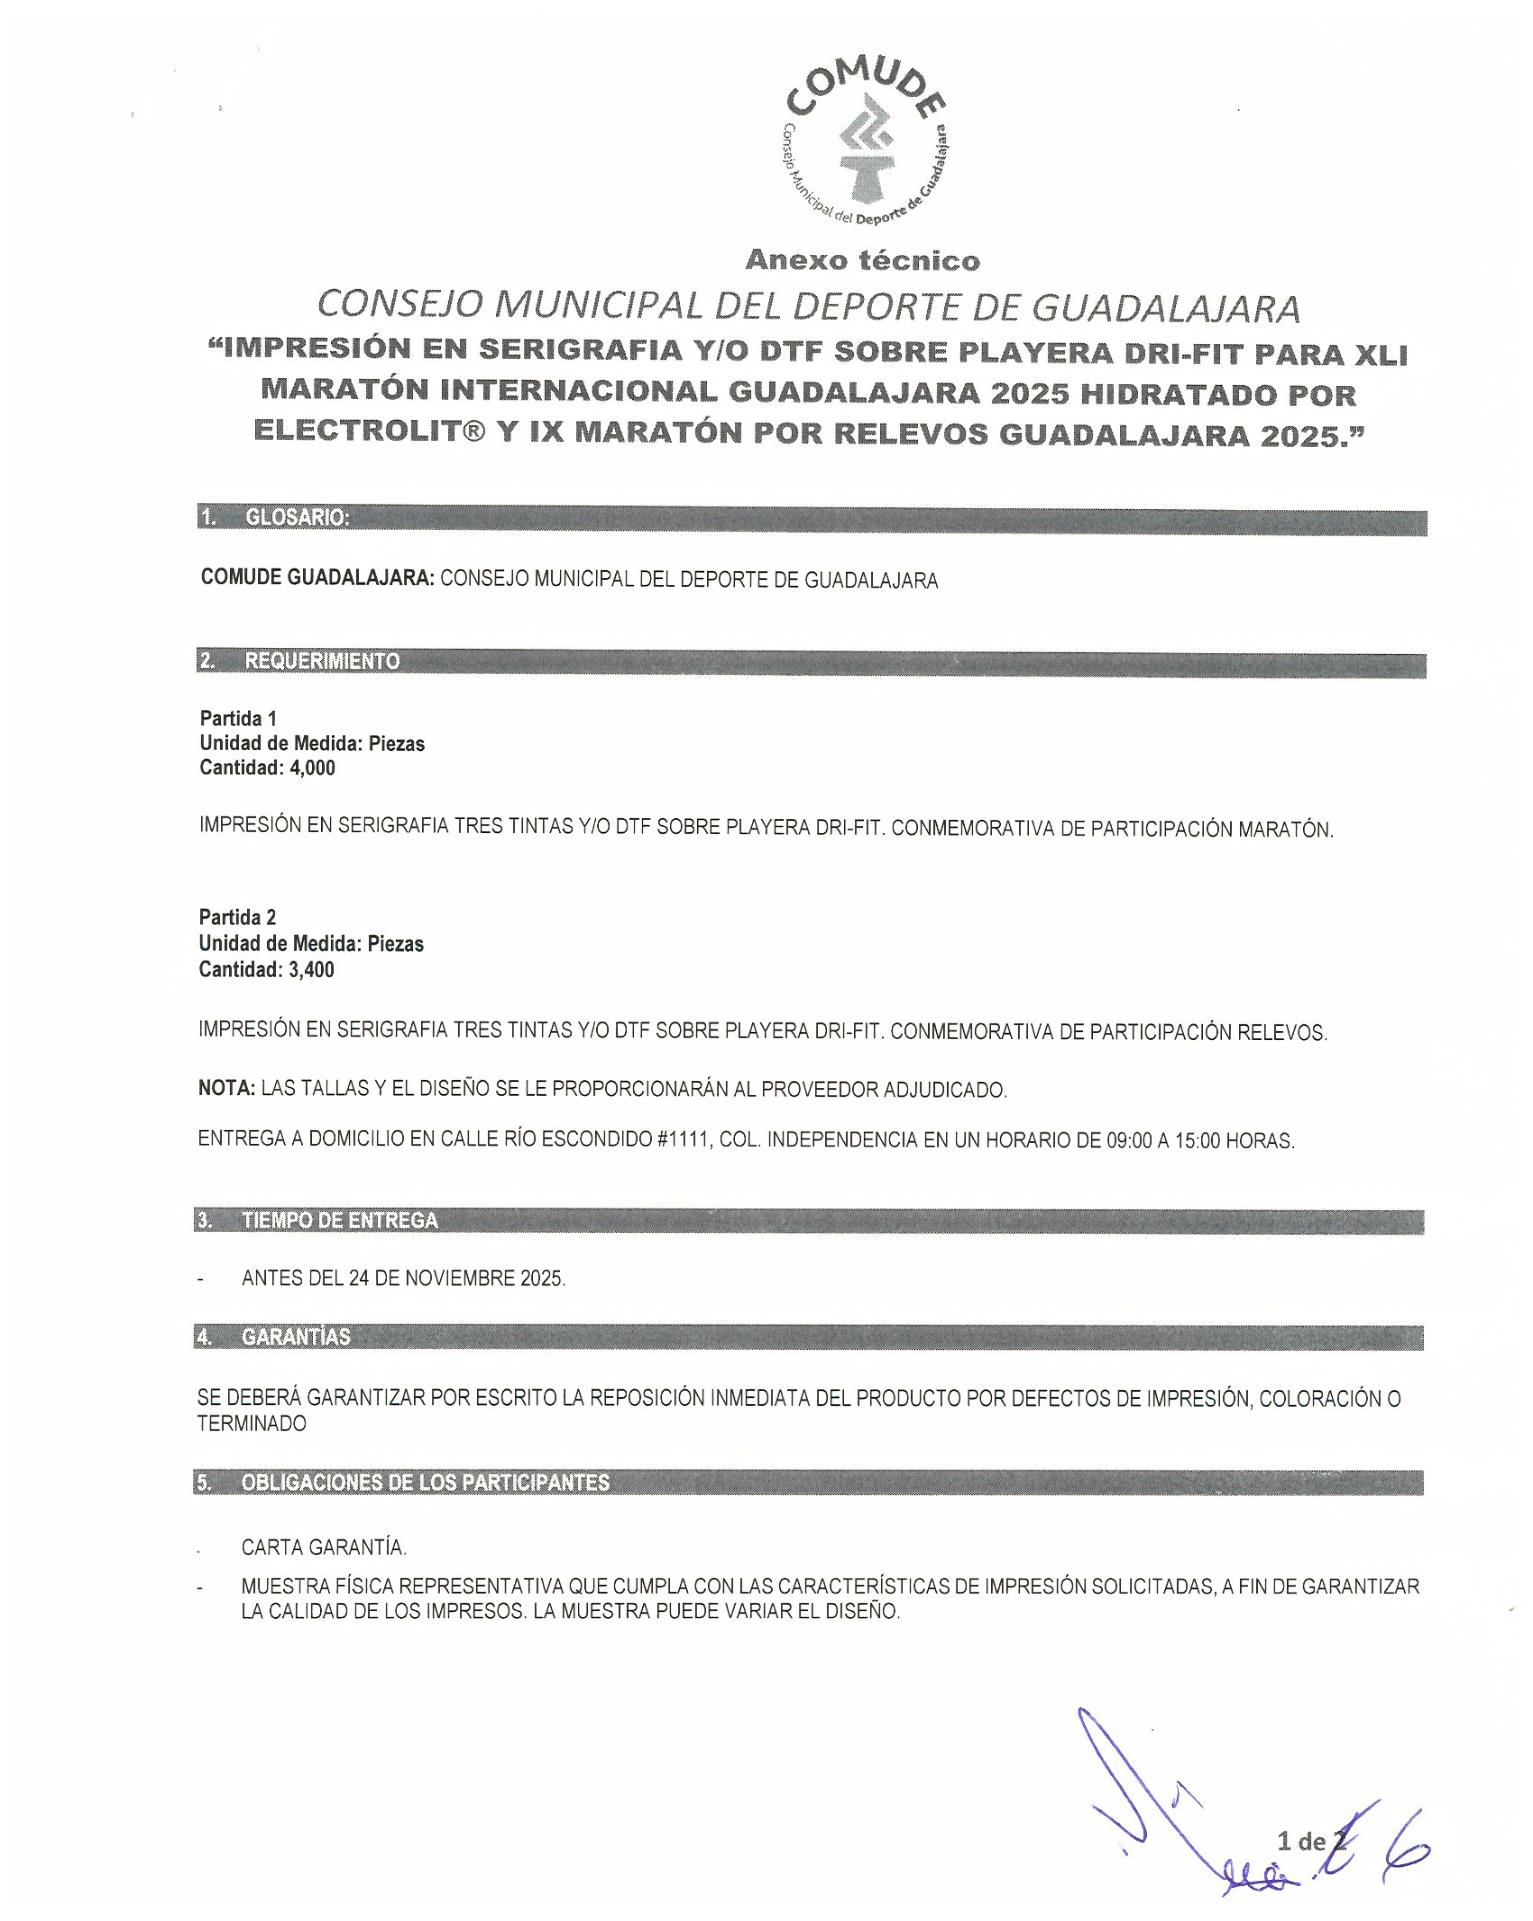 COMUDE
Consejo Municipal del Deporte de Guadalajara
Anexo técnico
CONSEJO MUNICIPAL DEL DEPORTE DE GUADALAJARA
“IMPRESIÓN EN SERIGRAFIA Y/O DTF SOBRE PLAYERA DRI-FIT PARA XLI
MARATÓN INTERNACIONAL GUADALAJARA 2025 HIDRATADO POR
ELECTROLIT® Y IX MARATÓN POR RELEVOS GUADALAJARA 2025.”
1. GLOSARIO:
COMUDE GUADALAJARA: CONSEJO MUNICIPAL DEL DEPORTE DE GUADALAJARA
2. REQUERIMIENTO
Partida 1
Unidad de Medida: Piezas
Cantidad: 4,000
IMPRESIÓN EN SERIGRAFIA TRES TINTAS Y/O DTF SOBRE PLAYERA DRI-FIT. CONMEMORATIVA DE PARTICIPACIÓN MARATÓN.
Partida 2
Unidad de Medida: Piezas
Cantidad: 3,400
IMPRESIÓN EN SERIGRAFIA TRES TINTAS Y/O DTF SOBRE PLAYERA DRI-FIT. CONMEMORATIVA DE PARTICIPACIÓN RELEVOS.
NOTA: LAS TALLAS Y EL DISEÑO SE LE PROPORCIONARÁN AL PROVEEDOR ADJUDICADO.
ENTREGA A DOMICILIO EN CALLE RÍO ESCONDIDO #1111, COL. INDEPENDENCIA EN UN HORARIO DE 09:00 A 15:00 HORAS.
3. TIEMPO DE ENTREGA
- ANTES DEL 24 DE NOVIEMBRE 2025.
4. GARANTÍAS
SE DEBERÁ GARANTIZAR POR ESCRITO LA REPOSICIÓN INMEDIATA DEL PRODUCTO POR DEFECTOS DE IMPRESIÓN, COLORACIÓN O
TERMINADO
5. OBLIGACIONES DE LOS PARTICIPANTES
- CARTA GARANTÍA.
- MUESTRA FÍSICA REPRESENTATIVA QUE CUMPLA CON LAS CARACTERÍSTICAS DE IMPRESIÓN SOLICITADAS, A FIN DE GARANTIZAR
LA CALIDAD DE LOS IMPRESOS. LA MUESTRA PUEDE VARIAR EL DISEÑO.
1 de 2